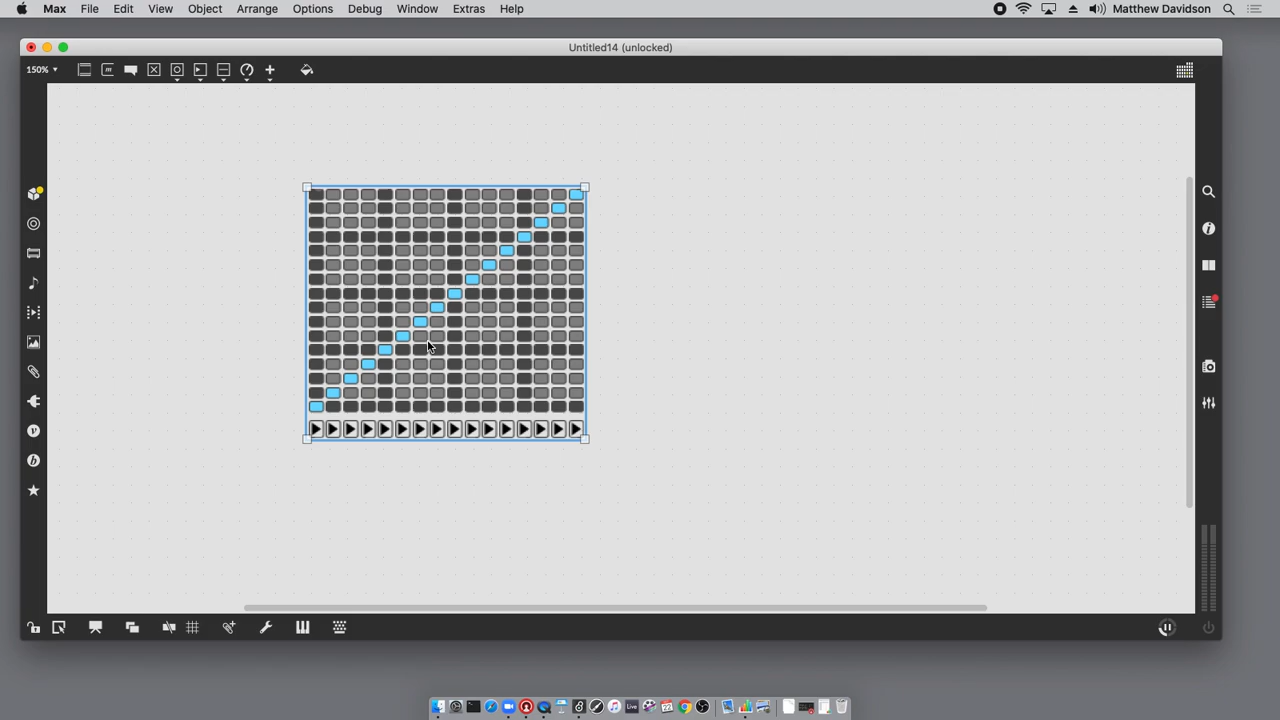 Max File Edit View Object Arrange Options Debug Window Extras Help Matthew Davidson
Untitled14 (unlocked)
150%